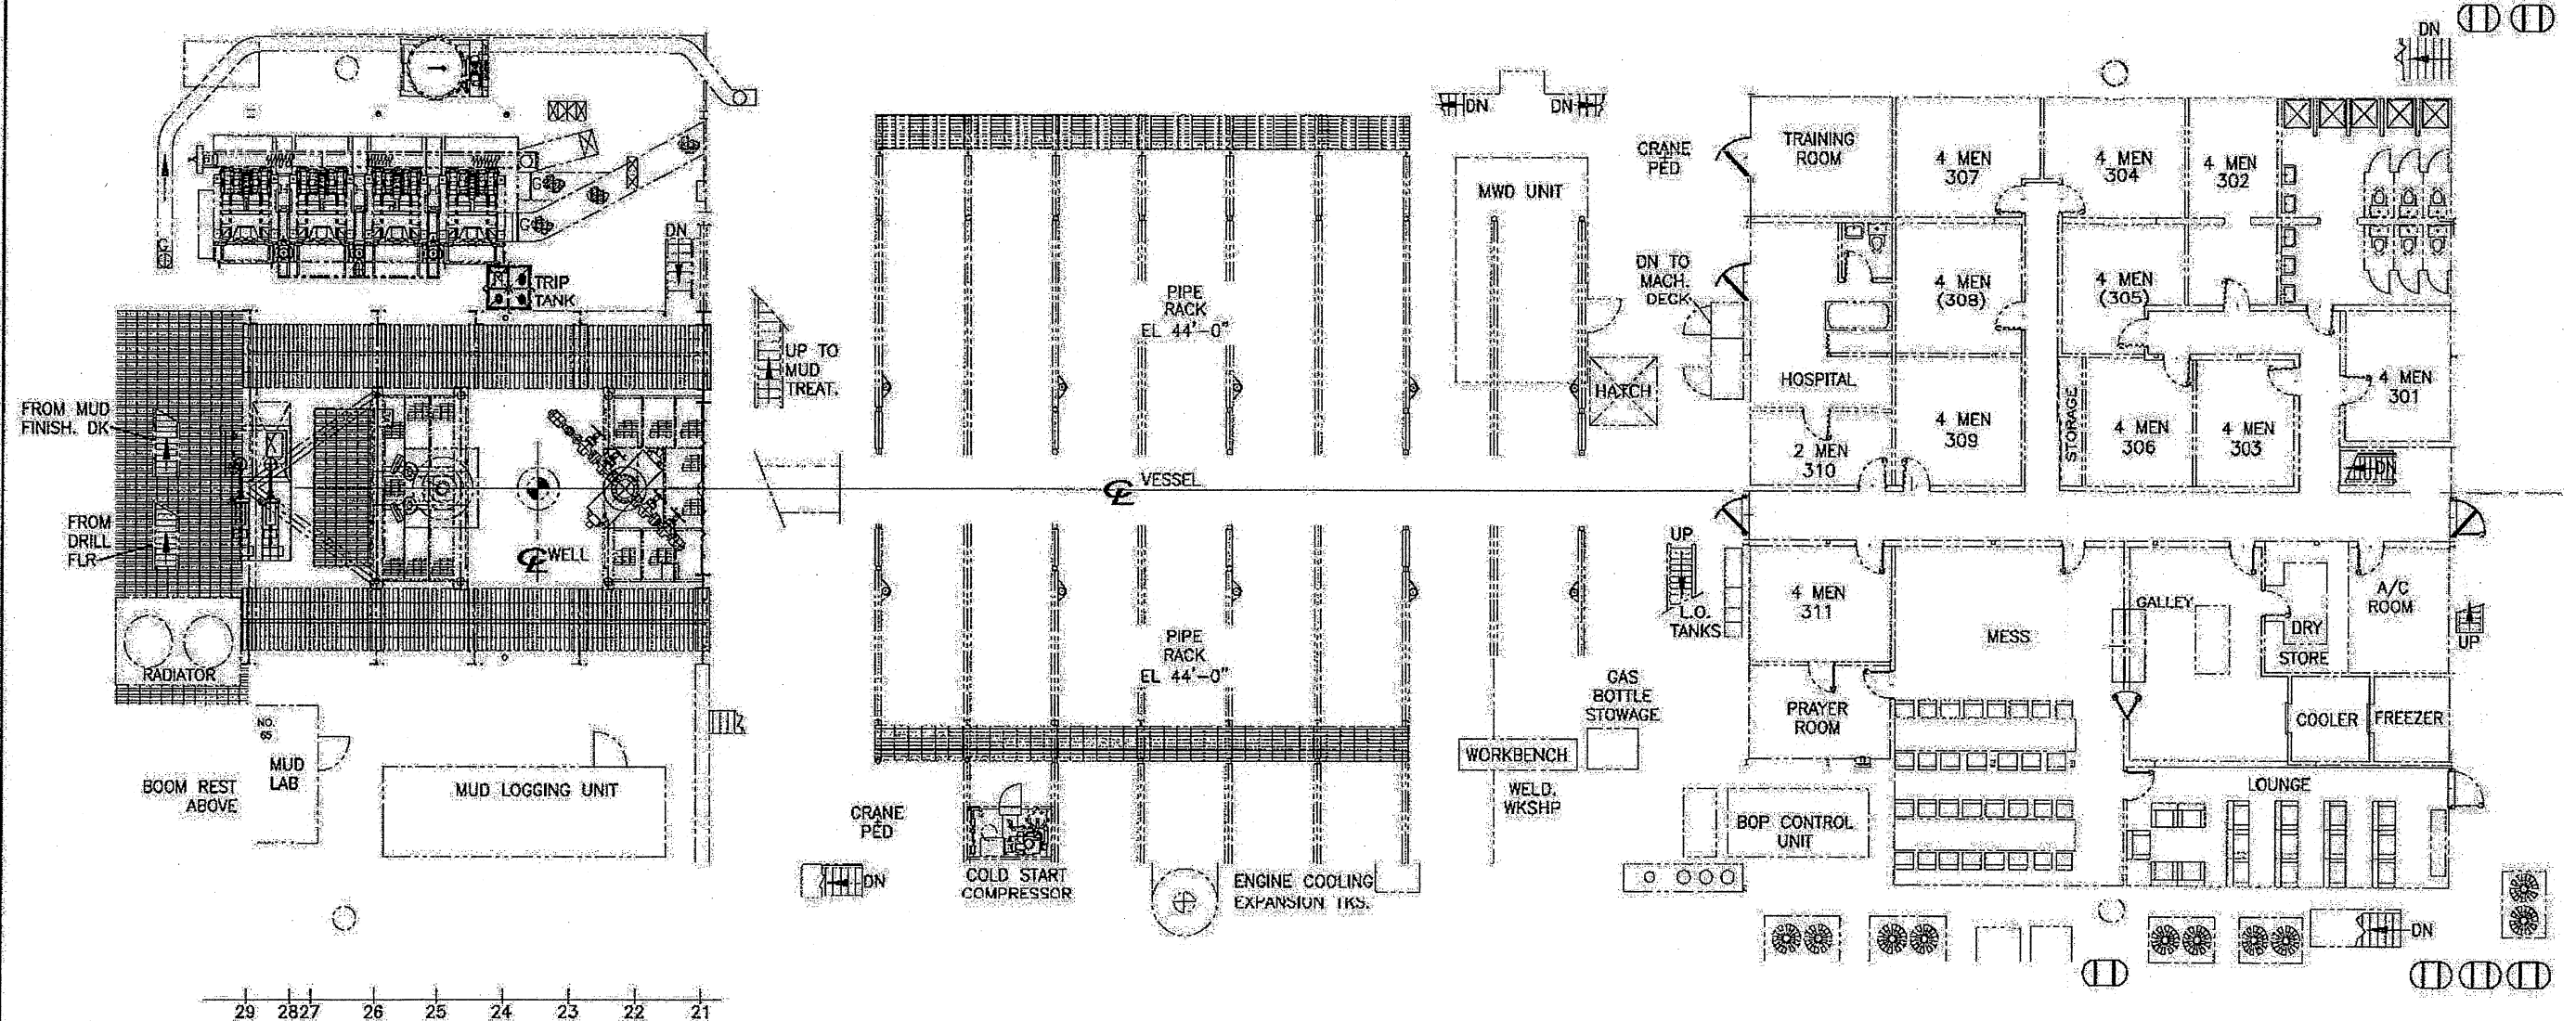 DN
DN
DN
CRANE
PED
TRAINING
ROOM
4 MEN
307
4 MEN
304
4 MEN
302
MWD UNIT
G
G
G
DN
TRIP
TANK
DN TO
MACH.
DECK
4 MEN
(308)
4 MEN
(305)
PIPE
RACK
EL 44'-0"
UP TO
MUD
TREAT.
HATCH
HOSPITAL
4 MEN
301
FROM MUD
FINISH. DK
STORAGE
4 MEN
309
4 MEN
306
4 MEN
303
2 MEN
310
DN
CL VESSEL
FROM
DRILL
FLR
CL WELL
UP
L.O.
TANKS
4 MEN
311
MESS
GALLEY
DRY
STORE
A/C
ROOM
UP
PIPE
RACK
EL 44'-0"
RADIATOR
GAS
BOTTLE
STOWAGE
PRAYER
ROOM
COOLER
FREEZER
NO.
65
MUD
LAB
BOOM REST
ABOVE
MUD LOGGING UNIT
WORKBENCH
WELD.
WKSHP
LOUNGE
CRANE
PED
BOP CONTROL
UNIT
DN
COLD START
COMPRESSOR
ENGINE COOLING
EXPANSION TKS.
DN
29 28 27 26 25 24 23 22 21